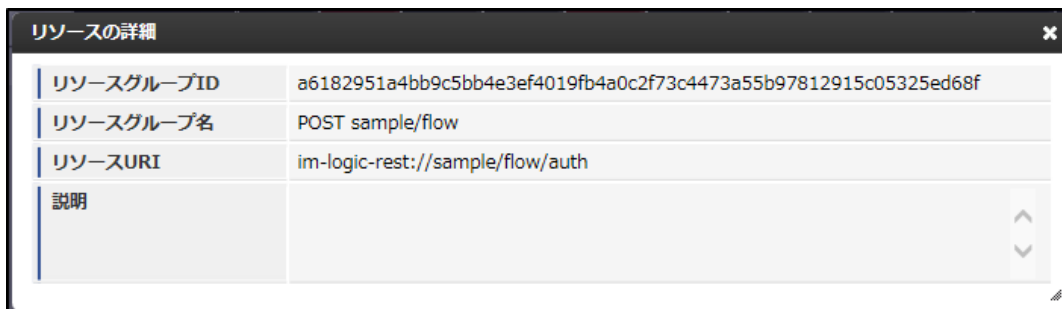 リソースの詳細
リソースグループID a6182951a4bb9c5bb4e3ef4019fb4a0c2f73c4473a55b97812915c05325ed68f
リソースグループ名 POST sample/flow
リソースURI im-logic-rest://sample/flow/auth
説明